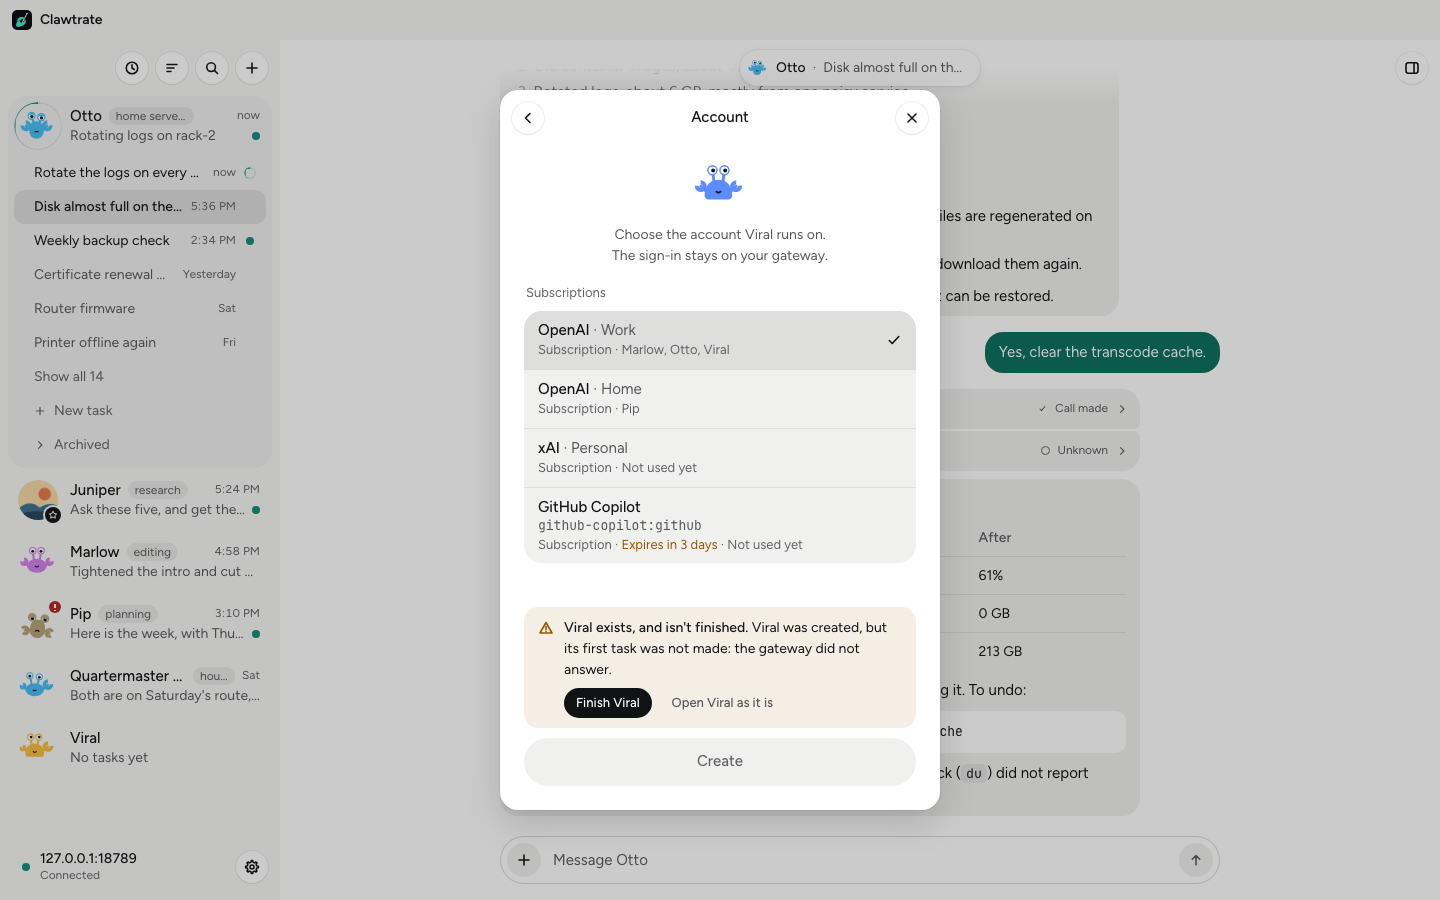 Clawtrate
Otto home serve... now
Rotating logs on rack-2
Rotate the logs on every ... now
Disk almost full on the... 5:36 PM
Weekly backup check 2:34 PM
Certificate renewal ... Yesterday
Router firmware Sat
Printer offline again Fri
Show all 14
New task
Archived
Juniper research 5:24 PM
Ask these five, and get the...
Marlow editing 4:58 PM
Tightened the intro and cut ...
Pip planning 3:10 PM
Here is the week, with Thu...
Quartermaster ... hou... Sat
Both are on Saturday's route,...
Viral
No tasks yet
127.0.0.1:18789
Connected
Otto · Disk almost full on th...
Account
Choose the account Viral runs on.
The sign-in stays on your gateway.
Subscriptions
OpenAI · Work
Subscription · Marlow, Otto, Viral
OpenAI · Home
Subscription · Pip
xAI · Personal
Subscription · Not used yet
GitHub Copilot
github-copilot:github
Subscription · Expires in 3 days · Not used yet
Viral exists, and isn't finished. Viral was created, but
its first task was not made: the gateway did not
answer.
Finish Viral Open Viral as it is
Create
iles are regenerated on
download them again.
can be restored.
Yes, clear the transcode cache.
Call made
Unknown
After
61%
0 GB
213 GB
g it. To undo:
che
ck ( du ) did not report
Message Otto